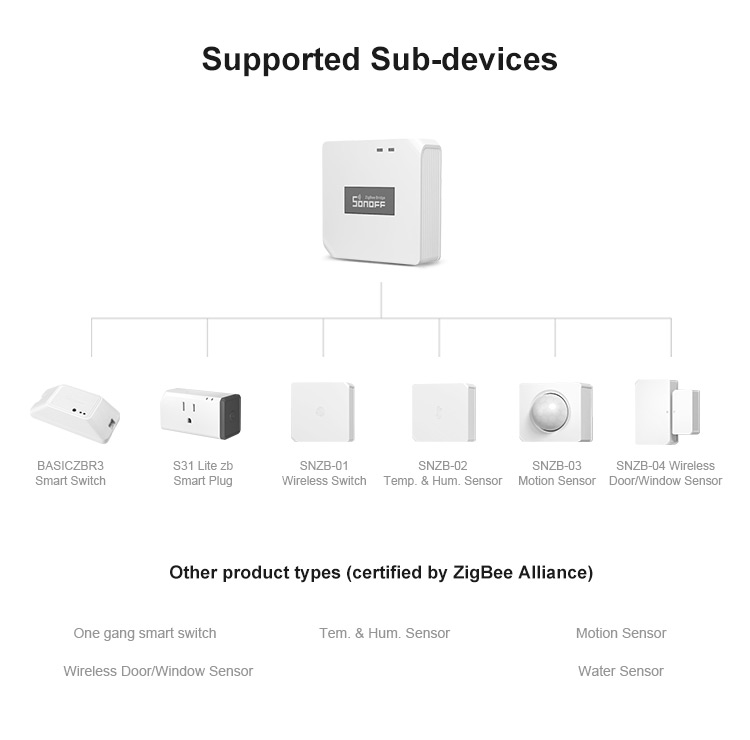 Supported Sub-devices
ZigBee Bridge
SONOFF
BASICZBR3
Smart Switch
S31 Lite zb
Smart Plug
SNZB-01
Wireless Switch
SNZB-02
Temp. & Hum. Sensor
SNZB-03
Motion Sensor
SNZB-04 Wireless
Door/Window Sensor
Other product types (certified by ZigBee Alliance)
One gang smart switch
Tem. & Hum. Sensor
Motion Sensor
Wireless Door/Window Sensor
Water Sensor